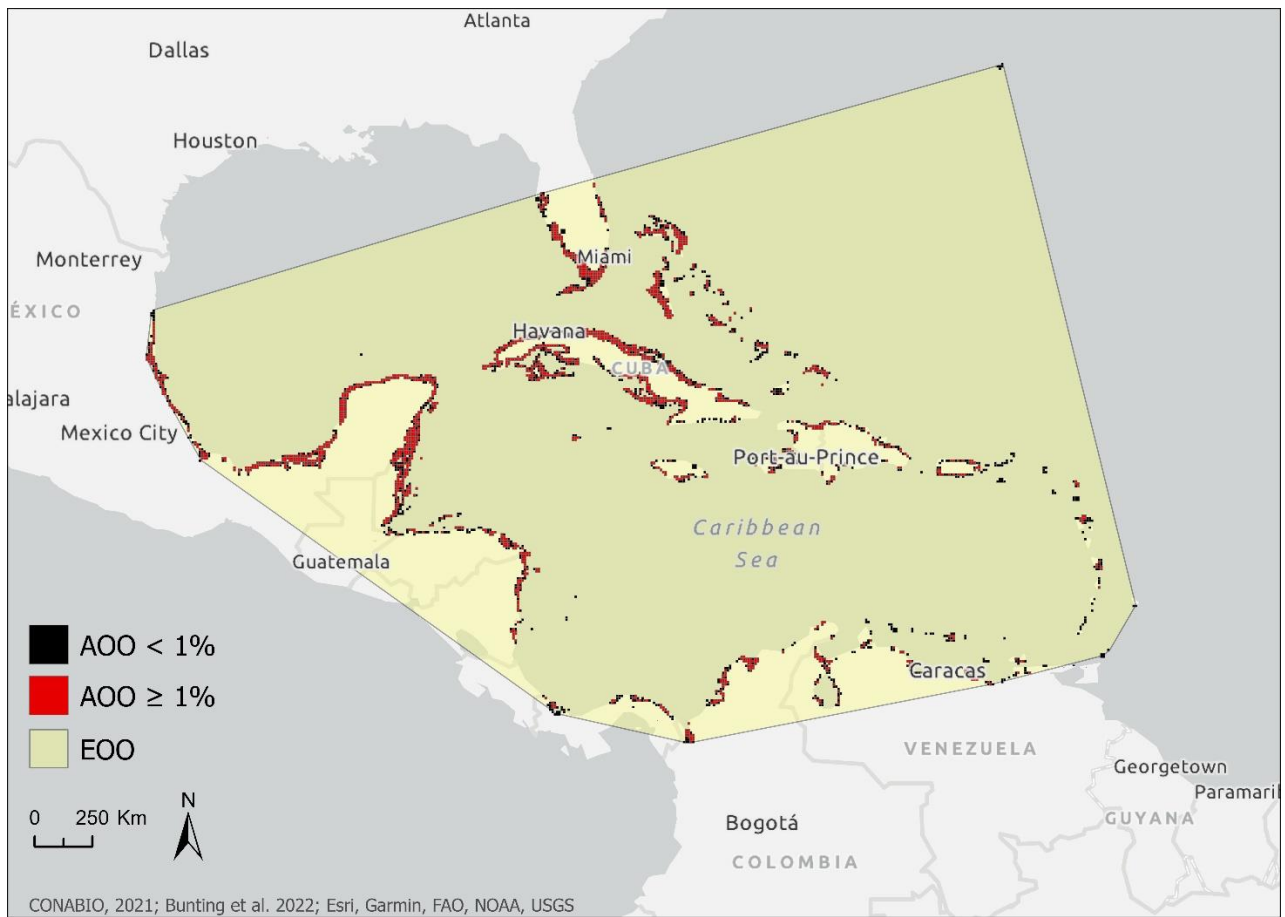 Atlanta
Dallas
Houston
Monterrey
ÉXICO
Miami
Havana
CUBA
alajara
Mexico City
Port-au-Prince
Caribbean
Sea
Guatemala
AOO < 1%
AOO ≥ 1%
EOO
Caracas
VENEZUELA
Georgetown
Paramarib
GUYANA
N
0 250 Km
Bogotá
COLOMBIA
CONABIO, 2021; Bunting et al. 2022; Esri, Garmin, FAO, NOAA, USGS